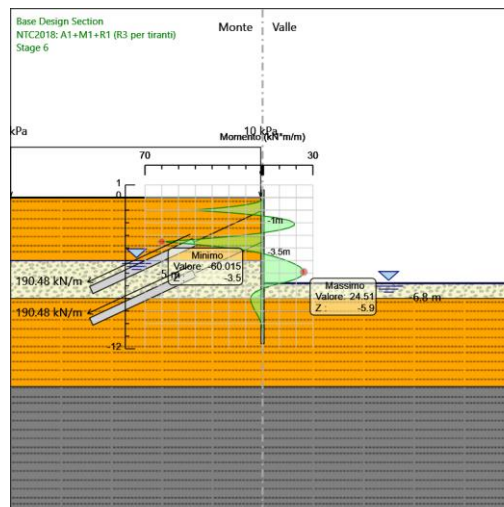 Base Design Section
NTC2018: A1+M1+R1 (R3 per tiranti)
Stage 6
Monte
Valle
kPa
10 kPa
Momento (kN*m/m)
70
30
1
0
-1m
-3.5m
Minimo
Valore: -60.015
Z -3.5
Massimo
Valore: 24.51
Z : -5.9
190.48 kN/m
-6.8 m
190.48 kN/m
-12